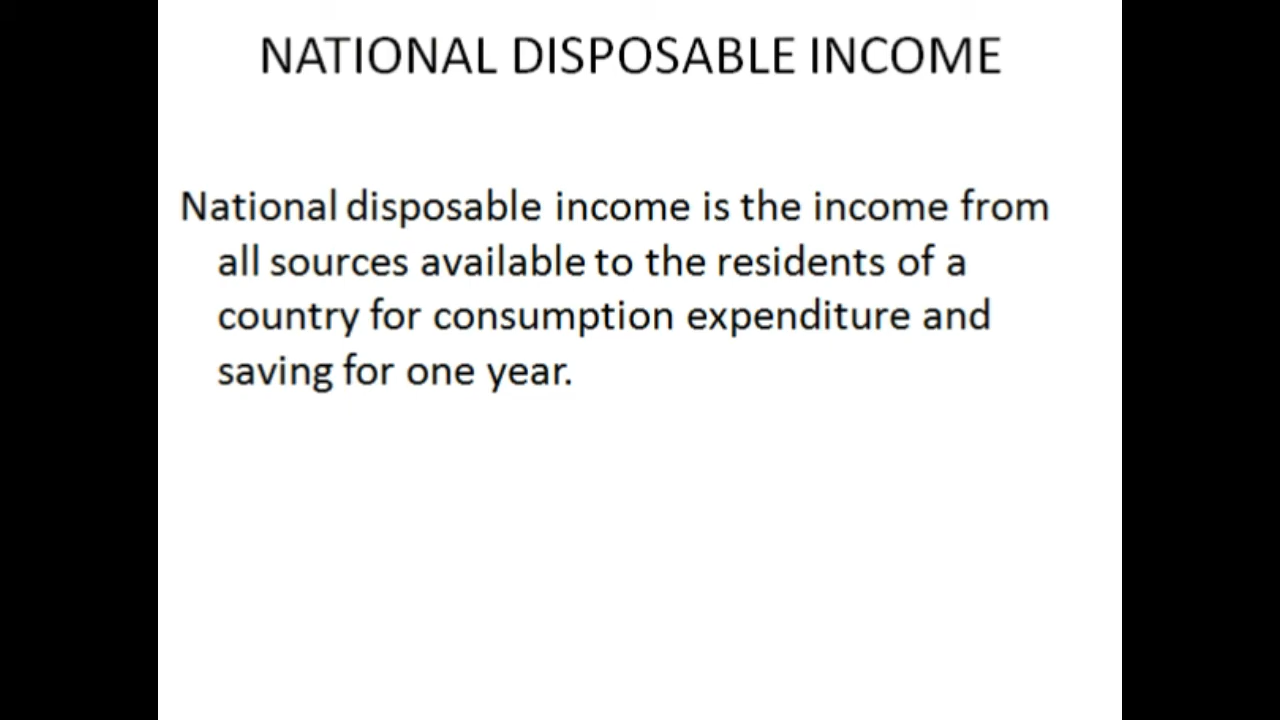 NATIONAL DISPOSABLE INCOME
National disposable income is the income from
all sources available to the residents of a
country for consumption expenditure and
saving for one year.